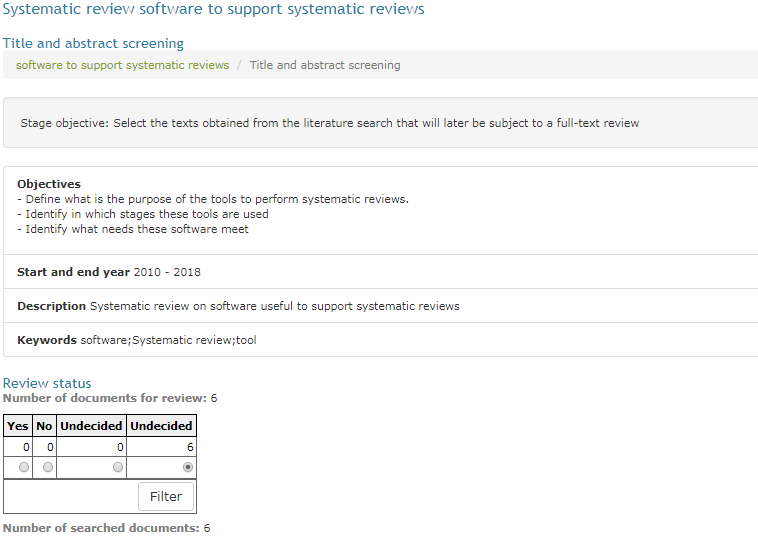 Systematic review software to support systematic reviews
Title and abstract screening
software to support systematic reviews / Title and abstract screening
Stage objective: Select the texts obtained from the literature search that will later be subject to a full-text review
Objectives
- Define what is the purpose of the tools to perform systematic reviews.
- Identify in which stages these tools are used
- Identify what needs these software meet
Start and end year 2010 - 2018
Description Systematic review on software useful to support systematic reviews
Keywords software;Systematic review;tool
Review status
Number of documents for review: 6
Yes No Undecided Undecided
0 0 0 6
Filter
Number of searched documents: 6